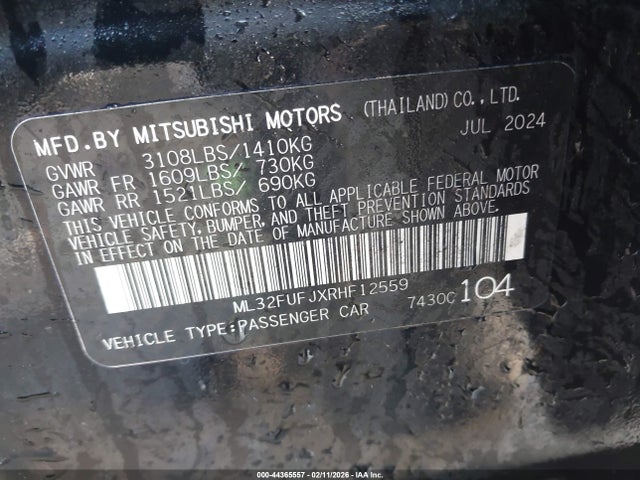 MFD.BY MITSUBISHI MOTORS (THAILAND) CO., LTD.
JUL 2024
GVWR 3108LBS/1410KG
GAWR FR 1609LBS/ 730KG
GAWR RR 1521LBS/ 690KG
THIS VEHICLE CONFORMS TO ALL APPLICABLE FEDERAL MOTOR
VEHICLE SAFETY, BUMPER, AND THEFT PREVENTION STANDARDS
IN EFFECT ON THE DATE OF MANUFACTURE SHOWN ABOVE.
ML32FUFJXRHF12559
VEHICLE TYPE:PASSENGER CAR 7430C 104
000-44365557 - 02/11/2026 - IAAI.COM